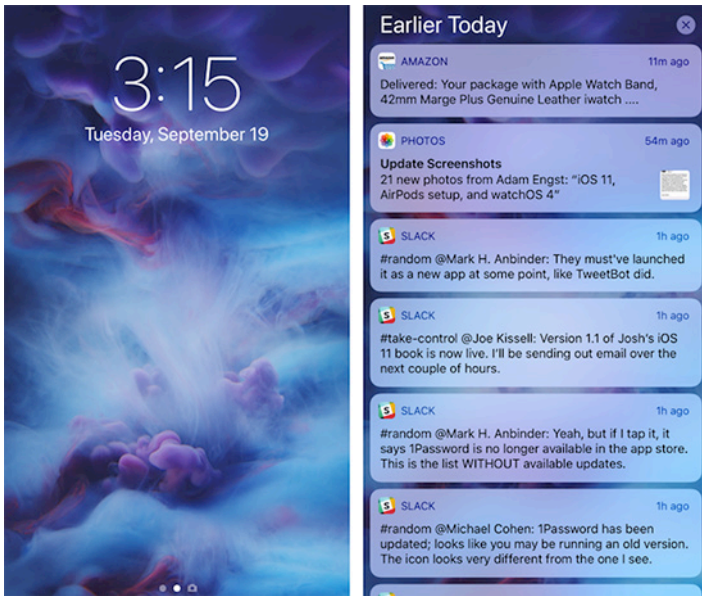 3:15
Tuesday, September 19
Earlier Today
AMAZON 11m ago
Delivered: Your package with Apple Watch Band,
42mm Marge Plus Genuine Leather iwatch ....
PHOTOS 54m ago
Update Screenshots
21 new photos from Adam Engst: “iOS 11,
AirPods setup, and watchOS 4”
SLACK 1h ago
#random @Mark H. Anbinder: They must've launched
it as a new app at some point, like TweetBot did.
SLACK 1h ago
#take-control @Joe Kissell: Version 1.1 of Josh's iOS
11 book is now live. I'll be sending out email over the
next couple of hours.
SLACK 1h ago
#random @Mark H. Anbinder: Yeah, but if I tap it, it
says 1Password is no longer available in the app store.
This is the list WITHOUT available updates.
SLACK 1h ago
#random @Michael Cohen: 1Password has been
updated; looks like you may be running an old version.
The icon looks very different from the one I see.